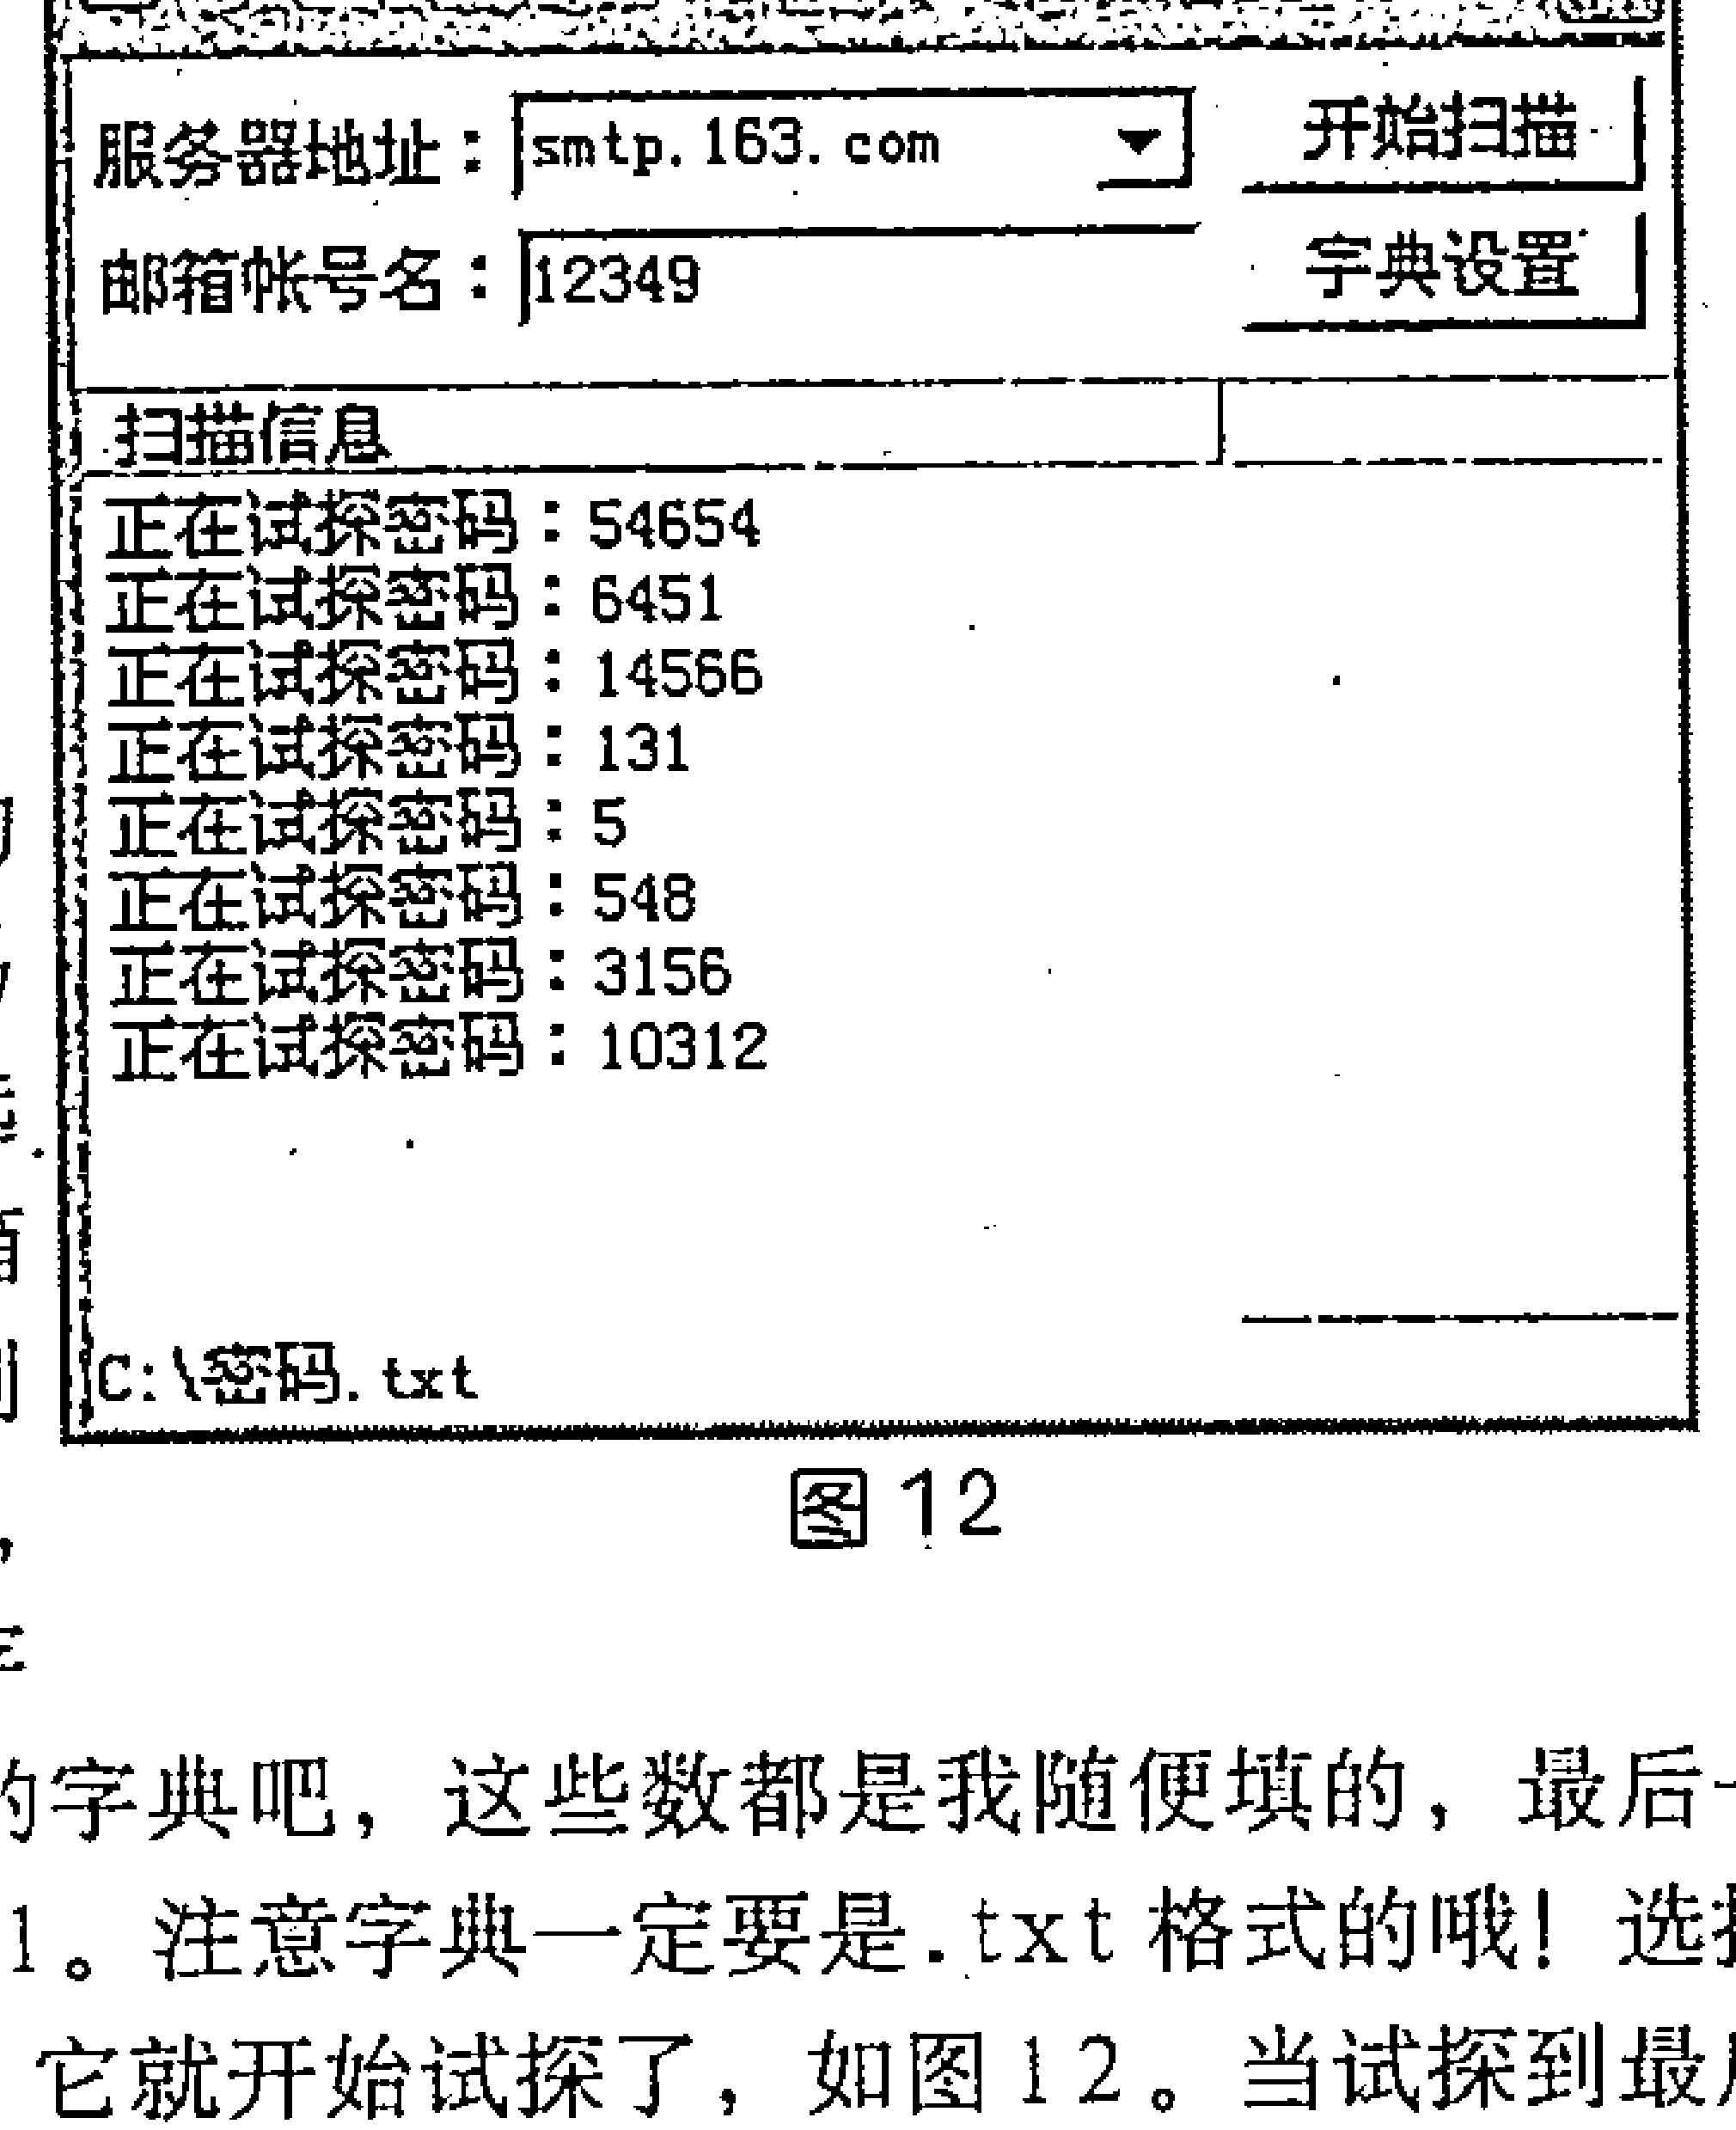 服务器地址：smtp.163.com 开始扫描
邮箱帐号名：12349 字典设置
扫描信息
正在试探密码：54654
正在试探密码：6451
正在试探密码：14566
正在试探密码：131
正在试探密码：5
正在试探密码：548
正在试探密码：3156
正在试探密码：10312
C:\密码.txt
图12
的字典吧，这些数都是我随便填的，最后
1。注意字典一定要是.txt格式的哦！选
它就开始试探了，如图12。当试探到最